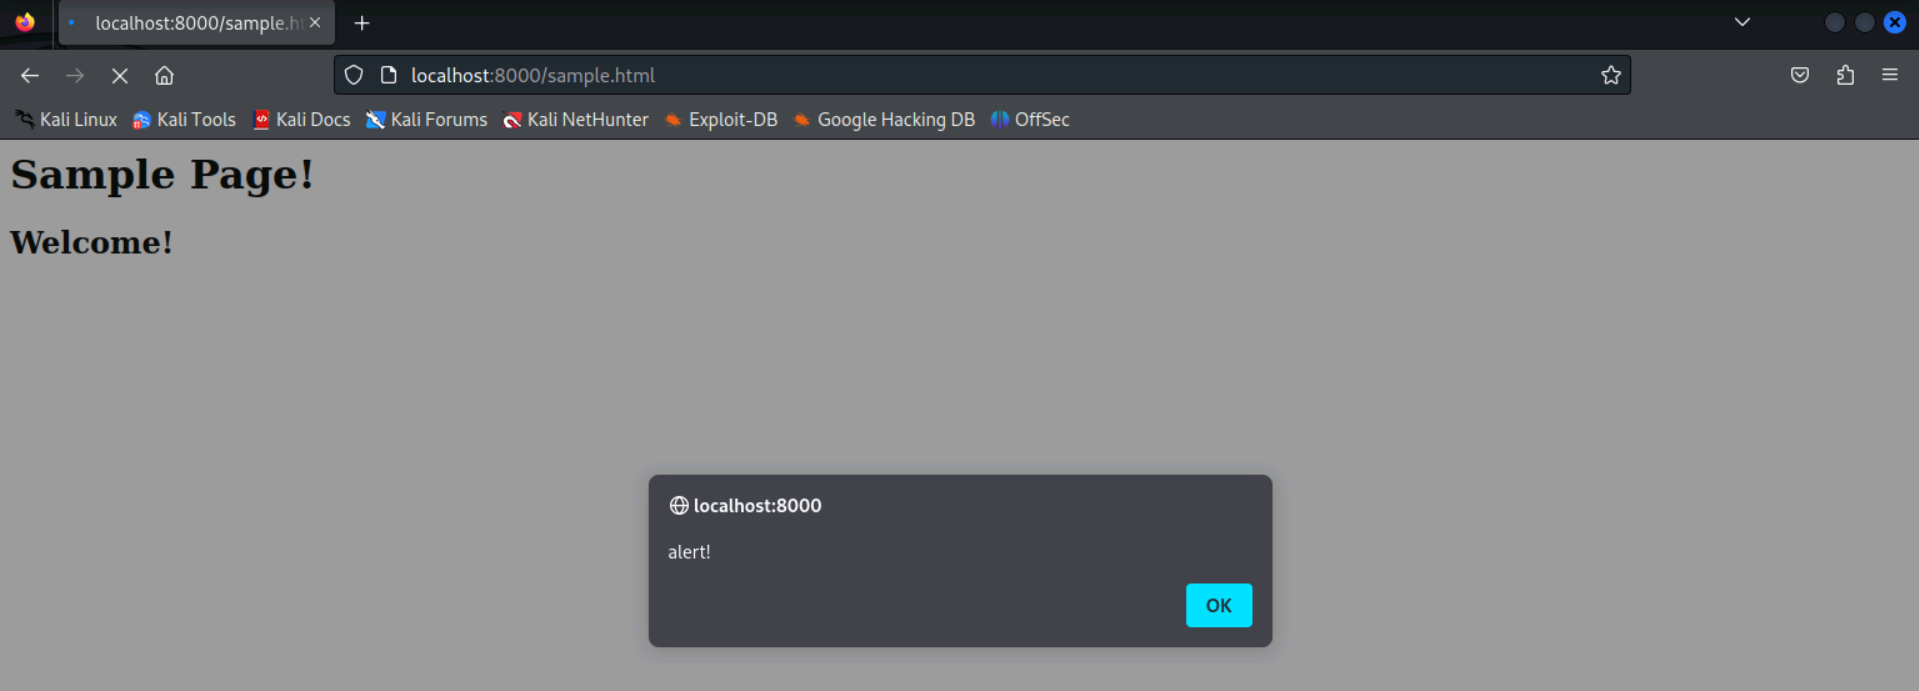 localhost:8000/sample.ht
localhost:8000/sample.html
Kali Linux Kali Tools Kali Docs Kali Forums Kali NetHunter Exploit-DB Google Hacking DB OffSec
Sample Page!
Welcome!
localhost:8000
alert!
OK